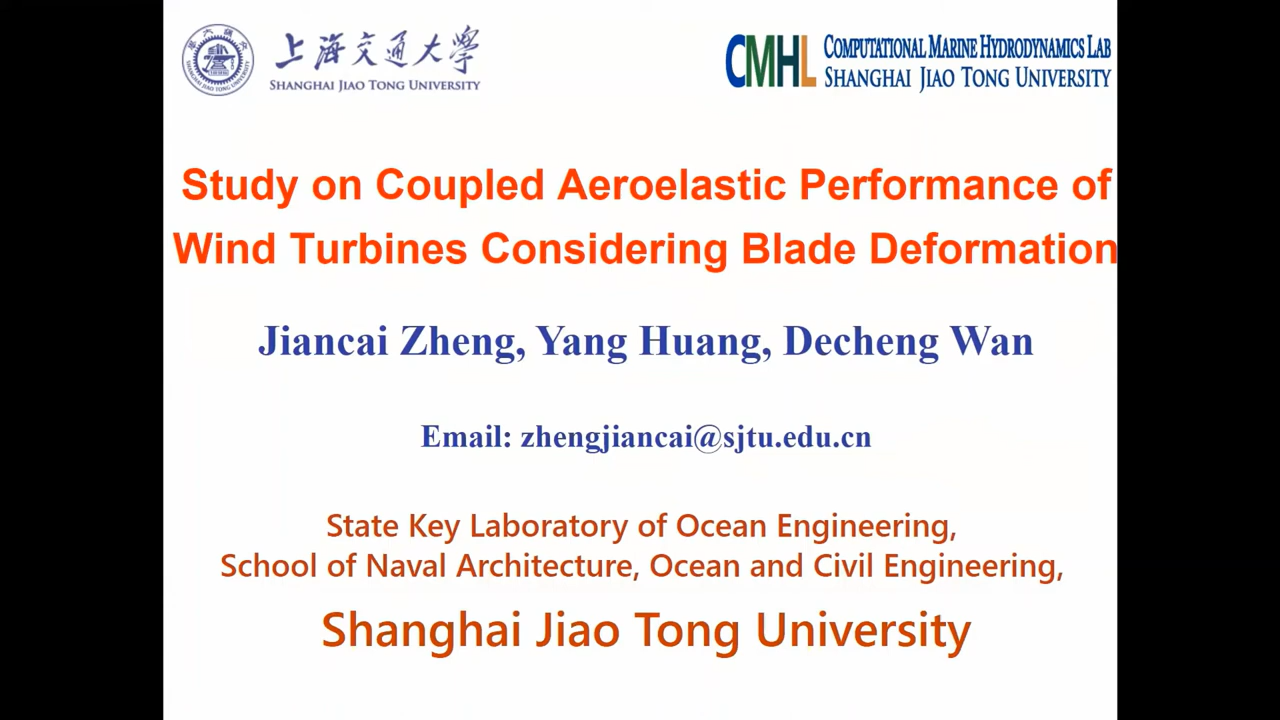 上海交通大学
SHANGHAI JIAO TONG UNIVERSITY
CMHL
COMPUTATIONAL MARINE HYDRODYNAMICS LAB
SHANGHAI JIAO TONG UNIVERSITY
Study on Coupled Aeroelastic Performance of
Wind Turbines Considering Blade Deformation
Jiancai Zheng, Yang Huang, Decheng Wan
Email: zhengjiancai@sjtu.edu.cn
State Key Laboratory of Ocean Engineering,
School of Naval Architecture, Ocean and Civil Engineering,
Shanghai Jiao Tong University